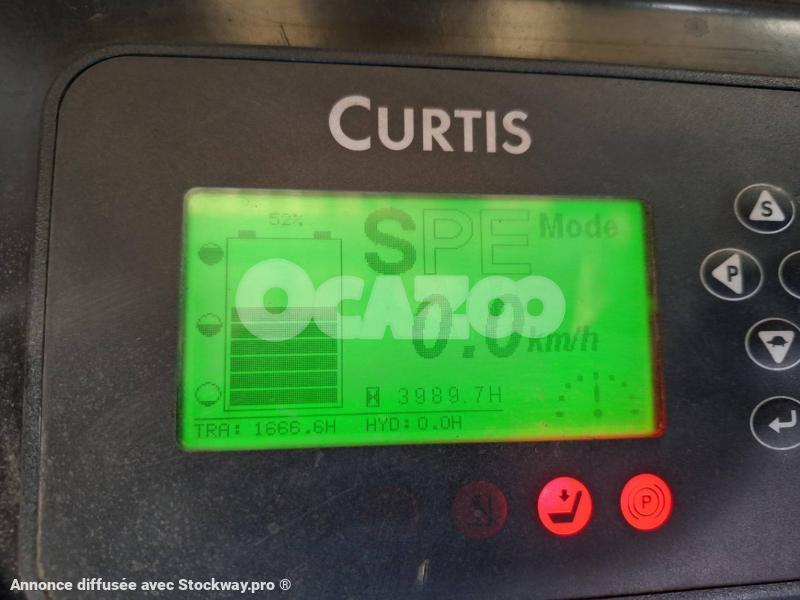 CURTIS
52%
SPE Mode
OCAZOO
0.0 km/h
3989.7H
TRA: 1666.6H HYD:0.0H
S
P
P
Annonce diffusée avec Stockway.pro ®